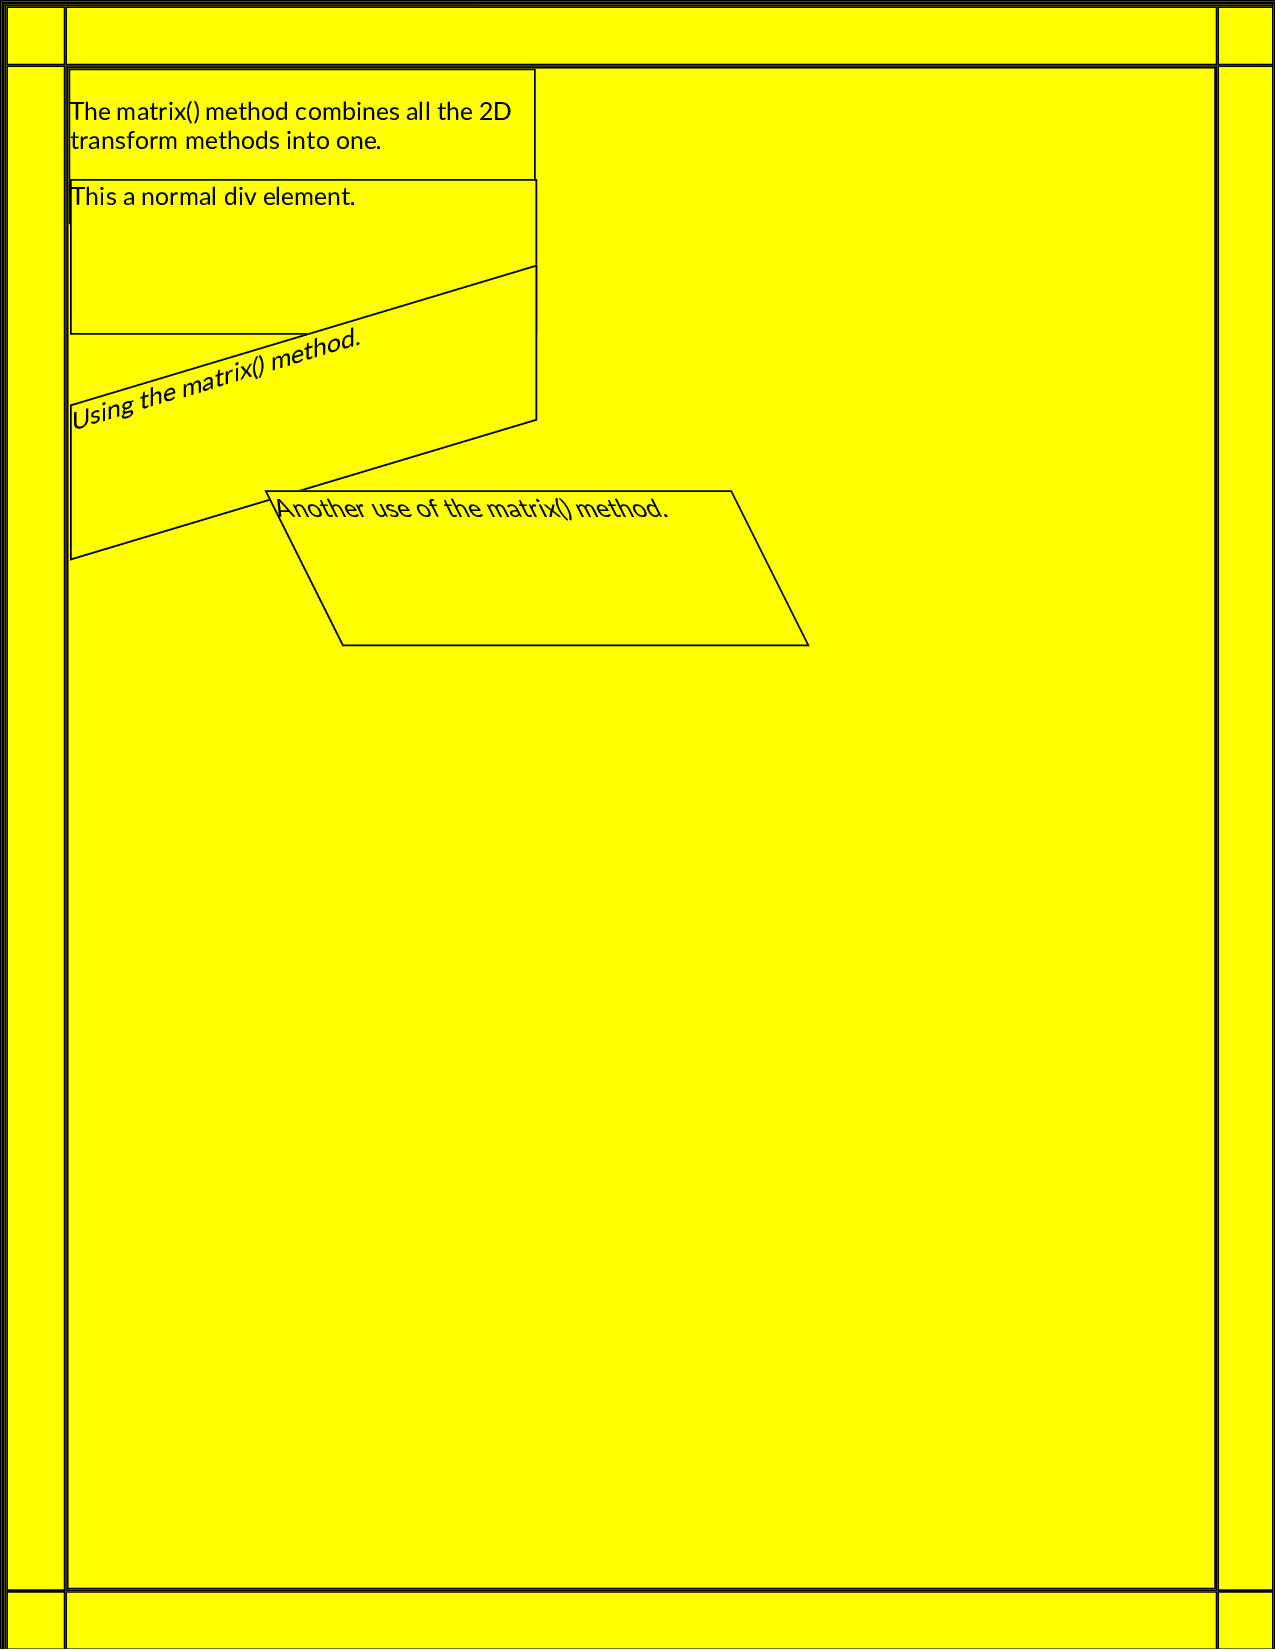 The matrix() method combines all the 2D
transform methods into one.
This a normal div element.
Using the matrix() method.
Another use of the matrix() method.